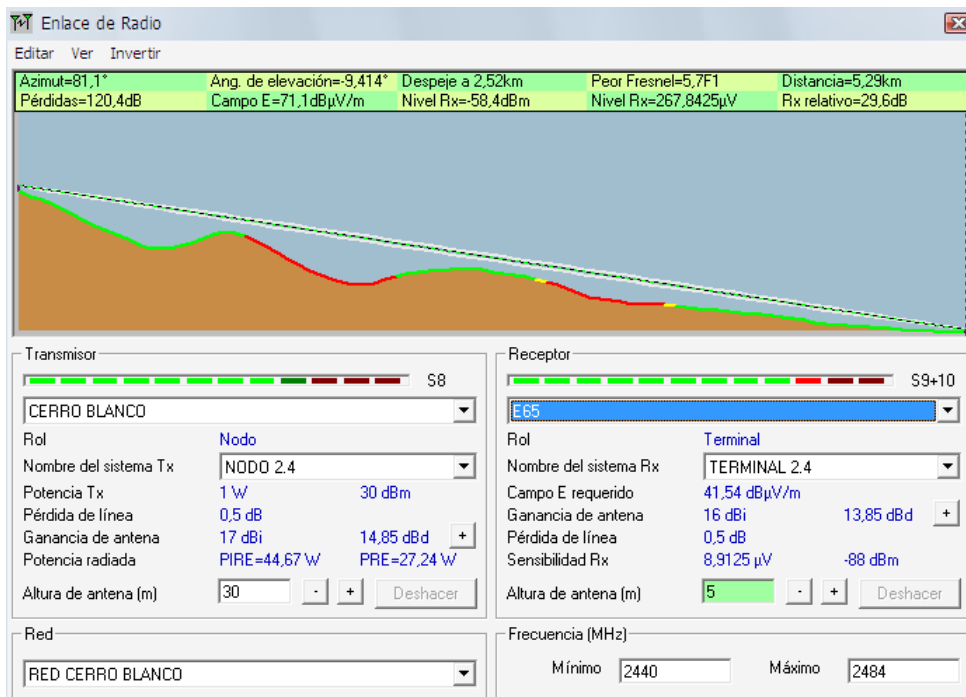 Enlace de Radio
Editar Ver Invertir
Azimut=81,1° Ang. de elevación=-9,414° Despeje a 2,52km Peor Fresnel=5,7F1 Distancia=5,29km
Pérdidas=120,4dB Campo E=71,1dBµV/m Nivel Rx=-58,4dBm Nivel Rx=267,8425µV Rx relativo=29,6dB
Transmisor
S8
CERRO BLANCO
Rol Nodo
Nombre del sistema Tx NODO 2.4
Potencia Tx 1 W 30 dBm
Pérdida de línea 0,5 dB
Ganancia de antena 17 dBi 14,85 dBd +
Potencia radiada PIRE=44,67 W PRE=27,24 W
Altura de antena (m) 30 - + Deshacer
Red
RED CERRO BLANCO
Receptor
S9+10
E65
Rol Terminal
Nombre del sistema Rx TERMINAL 2.4
Campo E requerido 41,54 dBµV/m
Ganancia de antena 16 dBi 13,85 dBd +
Pérdida de línea 0,5 dB
Sensibilidad Rx 8,9125 µV -88 dBm
Altura de antena (m) 5 - + Deshacer
Frecuencia (MHz)
Mínimo 2440 Máximo 2484